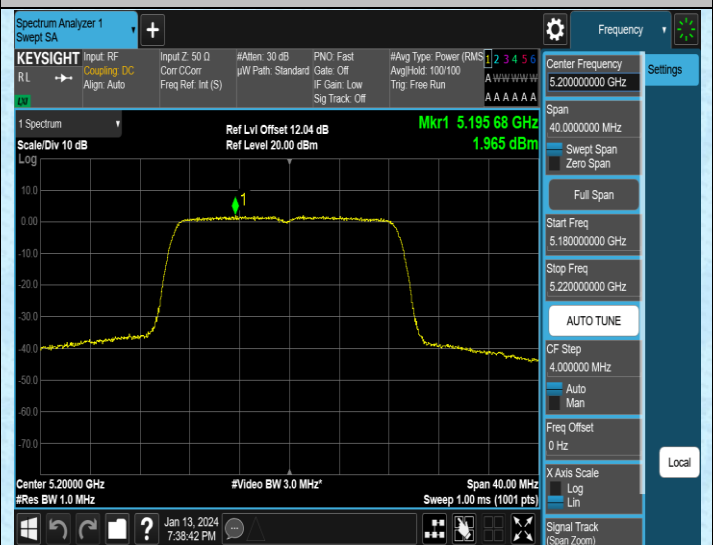 Spectrum Analyzer 1
Swept SA
Frequency
KEYSIGHT
RL
Input: RF
Coupling: DC
Align: Auto
Input Z: 50 Ω
Corr CCorr
Freq Ref: Int (S)
#Atten: 30 dB
µW Path: Standard
PNO: Fast
Gate: Off
IF Gain: Low
Sig Track: Off
#Avg Type: Power (RMS
Avg|Hold: 100/100
Trig: Free Run
1 2 3 4 5 6
A W W W W W
A A A A A A
LW
1 Spectrum
Scale/Div 10 dB
Ref Lvl Offset 12.04 dB
Ref Level 20.00 dBm
Mkr1 5.195 68 GHz
1.965 dBm
Log
10.0
0.00
-10.0
-20.0
-30.0
-40.0
-50.0
-60.0
-70.0
1
Center 5.20000 GHz
#Res BW 1.0 MHz
#Video BW 3.0 MHz*
Span 40.00 MHz
Sweep 1.00 ms (1001 pts)
Center Frequency
5.200000000 GHz
Span
40.0000000 MHz
Swept Span
Zero Span
Full Span
Start Freq
5.180000000 GHz
Stop Freq
5.220000000 GHz
AUTO TUNE
CF Step
4.000000 MHz
Auto
Man
Freq Offset
0 Hz
X Axis Scale
Log
Lin
Signal Track
(Span Zoom)
Settings
Local
?
Jan 13, 2024
7:38:42 PM